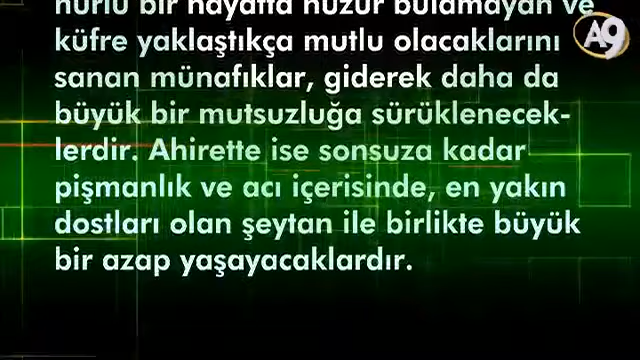 nurlu bir hayatta huzur bulamayan ve
küfre yaklaştıkça mutlu olacaklarını
sanan münafıklar, giderek daha da
büyük bir mutsuzluğa sürüklenecek-
lerdir. Ahirette ise sonsuza kadar
pişmanlık ve acı içerisinde, en yakın
dostları olan şeytan ile birlikte büyük
bir azap yaşayacaklardır.
A9